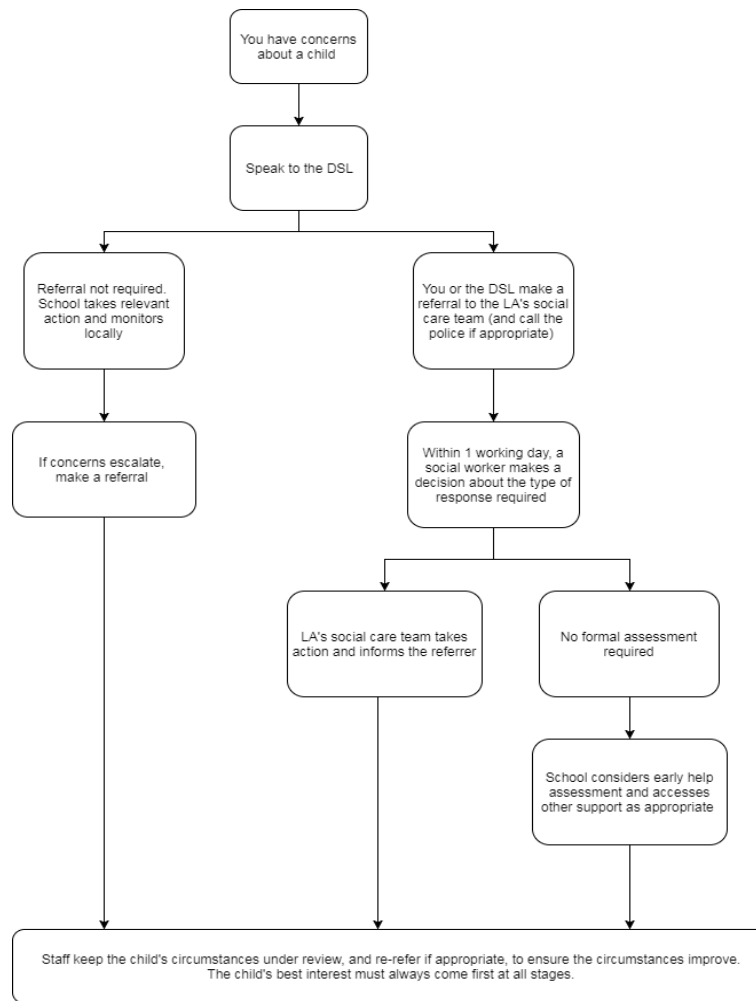 You have concerns
about a child
Speak to the DSL
Referral not required.
School takes relevant
action and monitors
locally
You or the DSL make a
referral to the LA's social
care team (and call the
police if appropriate)
If concerns escalate,
make a referral
Within 1 working day, a
social worker makes a
decision about the type of
response required
LA's social care team takes
action and informs the referrer
No formal assessment
required
School considers early help
assessment and accesses
other support as appropriate
Staff keep the child's circumstances under review, and re-refer if appropriate, to ensure the circumstances improve.
The child's best interest must always come first at all stages.